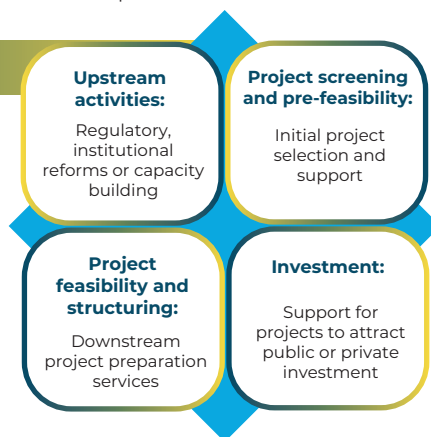 Upstream
activities:
Regulatory,
institutional
reforms or capacity
building
Project screening
and pre-feasibility:
Initial project
selection and
support
Project
feasibility and
structuring:
Downstream
project preparation
services
Investment:
Support for
projects to attract
public or private
investment